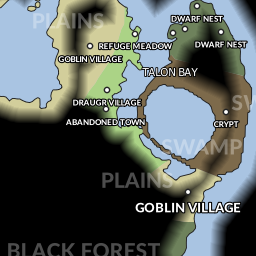 PLAINS
DWARF NEST
REFUGE MEADOW
DWARF NEST
GOBLIN VILLAGE
TALON BAY
DRAUGR VILLAGE
ABANDONED TOWN
CRYPT
SWAMP
PLAINS
GOBLIN VILLAGE
BLACK FOREST